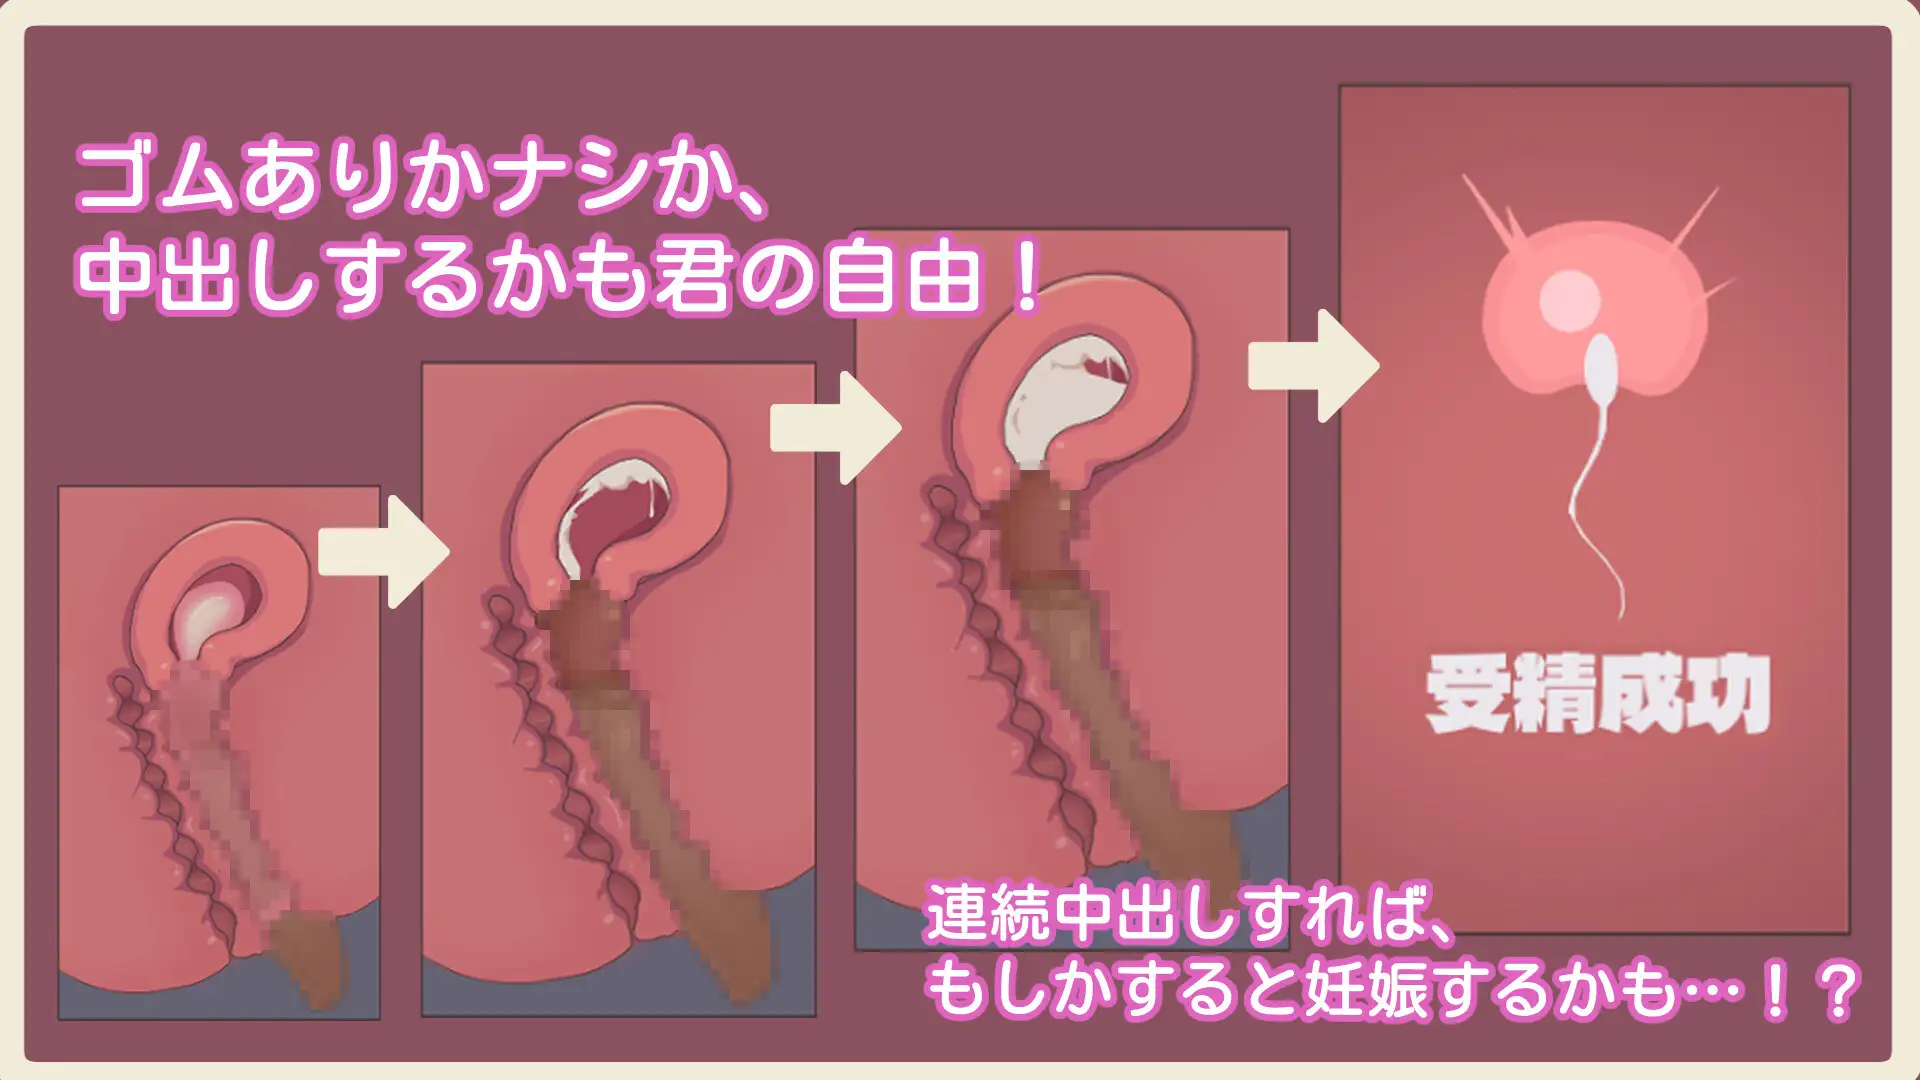 ゴムありかナシか、
中出しするかも君の自由！
受精成功
連続中出しすれば、
もしかすると妊娠するかも…！？